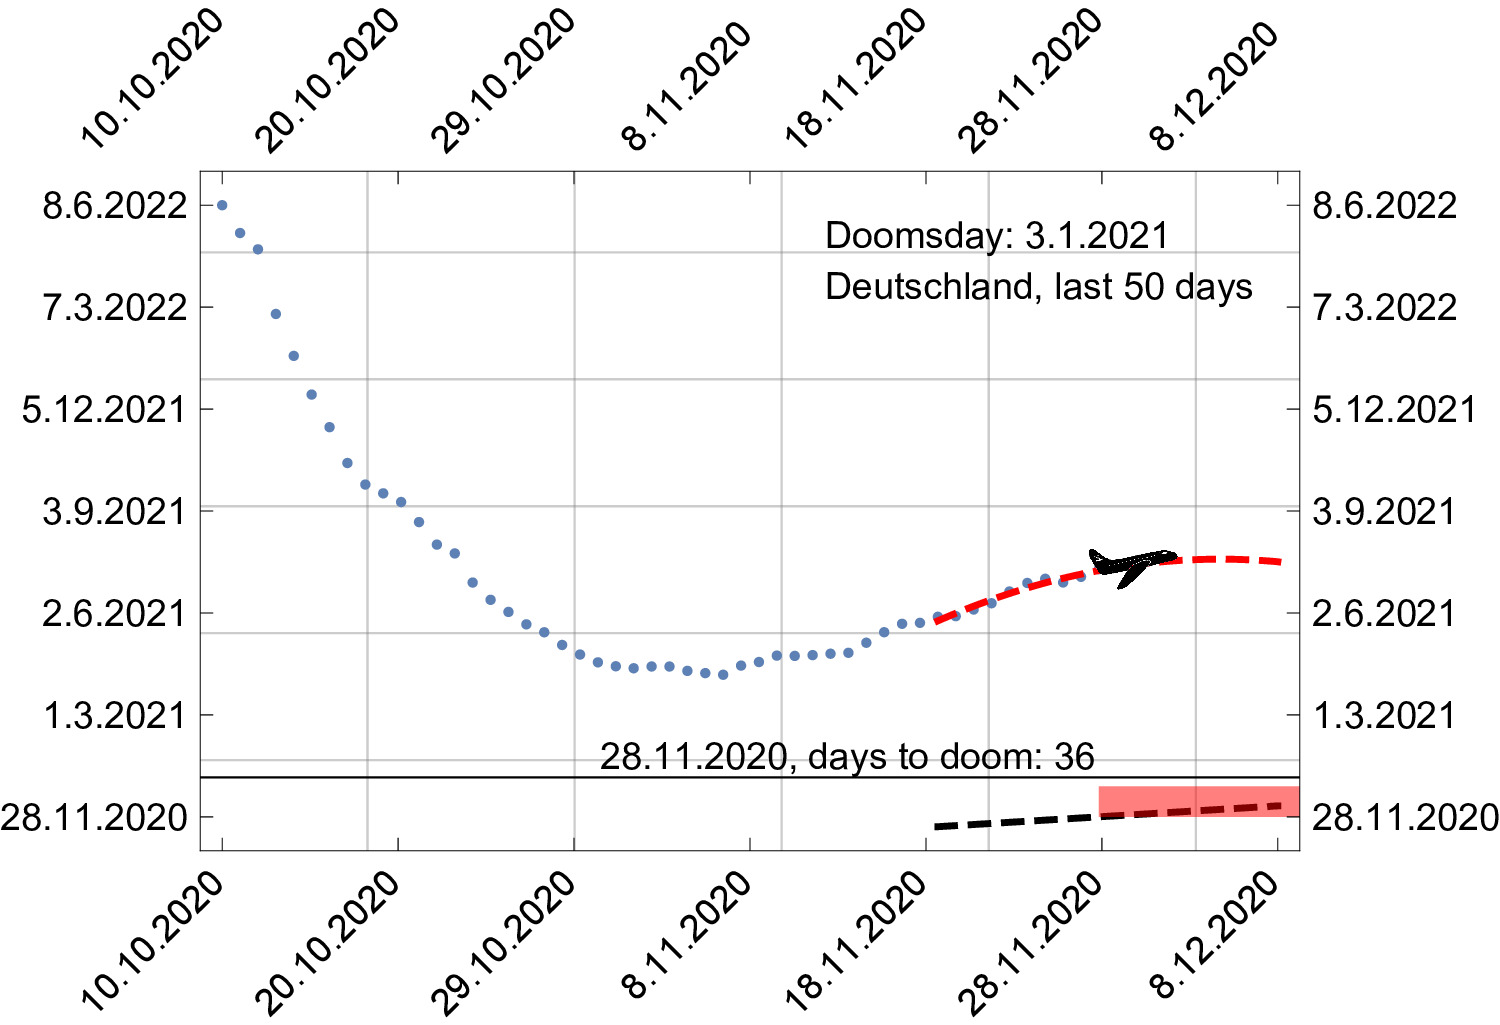 10.10.2020 20.10.2020 29.10.2020 8.11.2020 18.11.2020 28.11.2020 8.12.2020
8.6.2022 8.6.2022
Doomsday: 3.1.2021
Deutschland, last 50 days
7.3.2022 7.3.2022
5.12.2021 5.12.2021
3.9.2021 3.9.2021
2.6.2021 2.6.2021
1.3.2021 1.3.2021
28.11.2020, days to doom: 36
28.11.2020 28.11.2020
10.10.2020 20.10.2020 29.10.2020 8.11.2020 18.11.2020 28.11.2020 8.12.2020